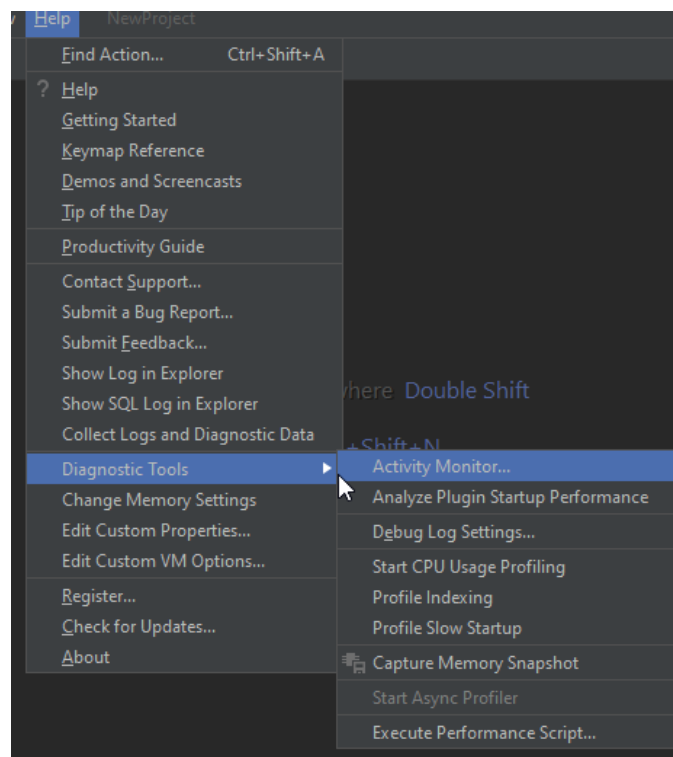 Help NewProject
Find Action... Ctrl+Shift+A
? Help
Getting Started
Keymap Reference
Demos and Screencasts
Tip of the Day
Productivity Guide
Contact Support...
Submit a Bug Report...
Submit Feedback...
Show Log in Explorer
Show SQL Log in Explorer
Collect Logs and Diagnostic Data
Diagnostic Tools
Change Memory Settings
Edit Custom Properties...
Edit Custom VM Options...
Register...
Check for Updates...
About
Double Shift
+Shift+N
Activity Monitor...
Analyze Plugin Startup Performance
Debug Log Settings...
Start CPU Usage Profiling
Profile Indexing
Profile Slow Startup
Capture Memory Snapshot
Start Async Profiler
Execute Performance Script...